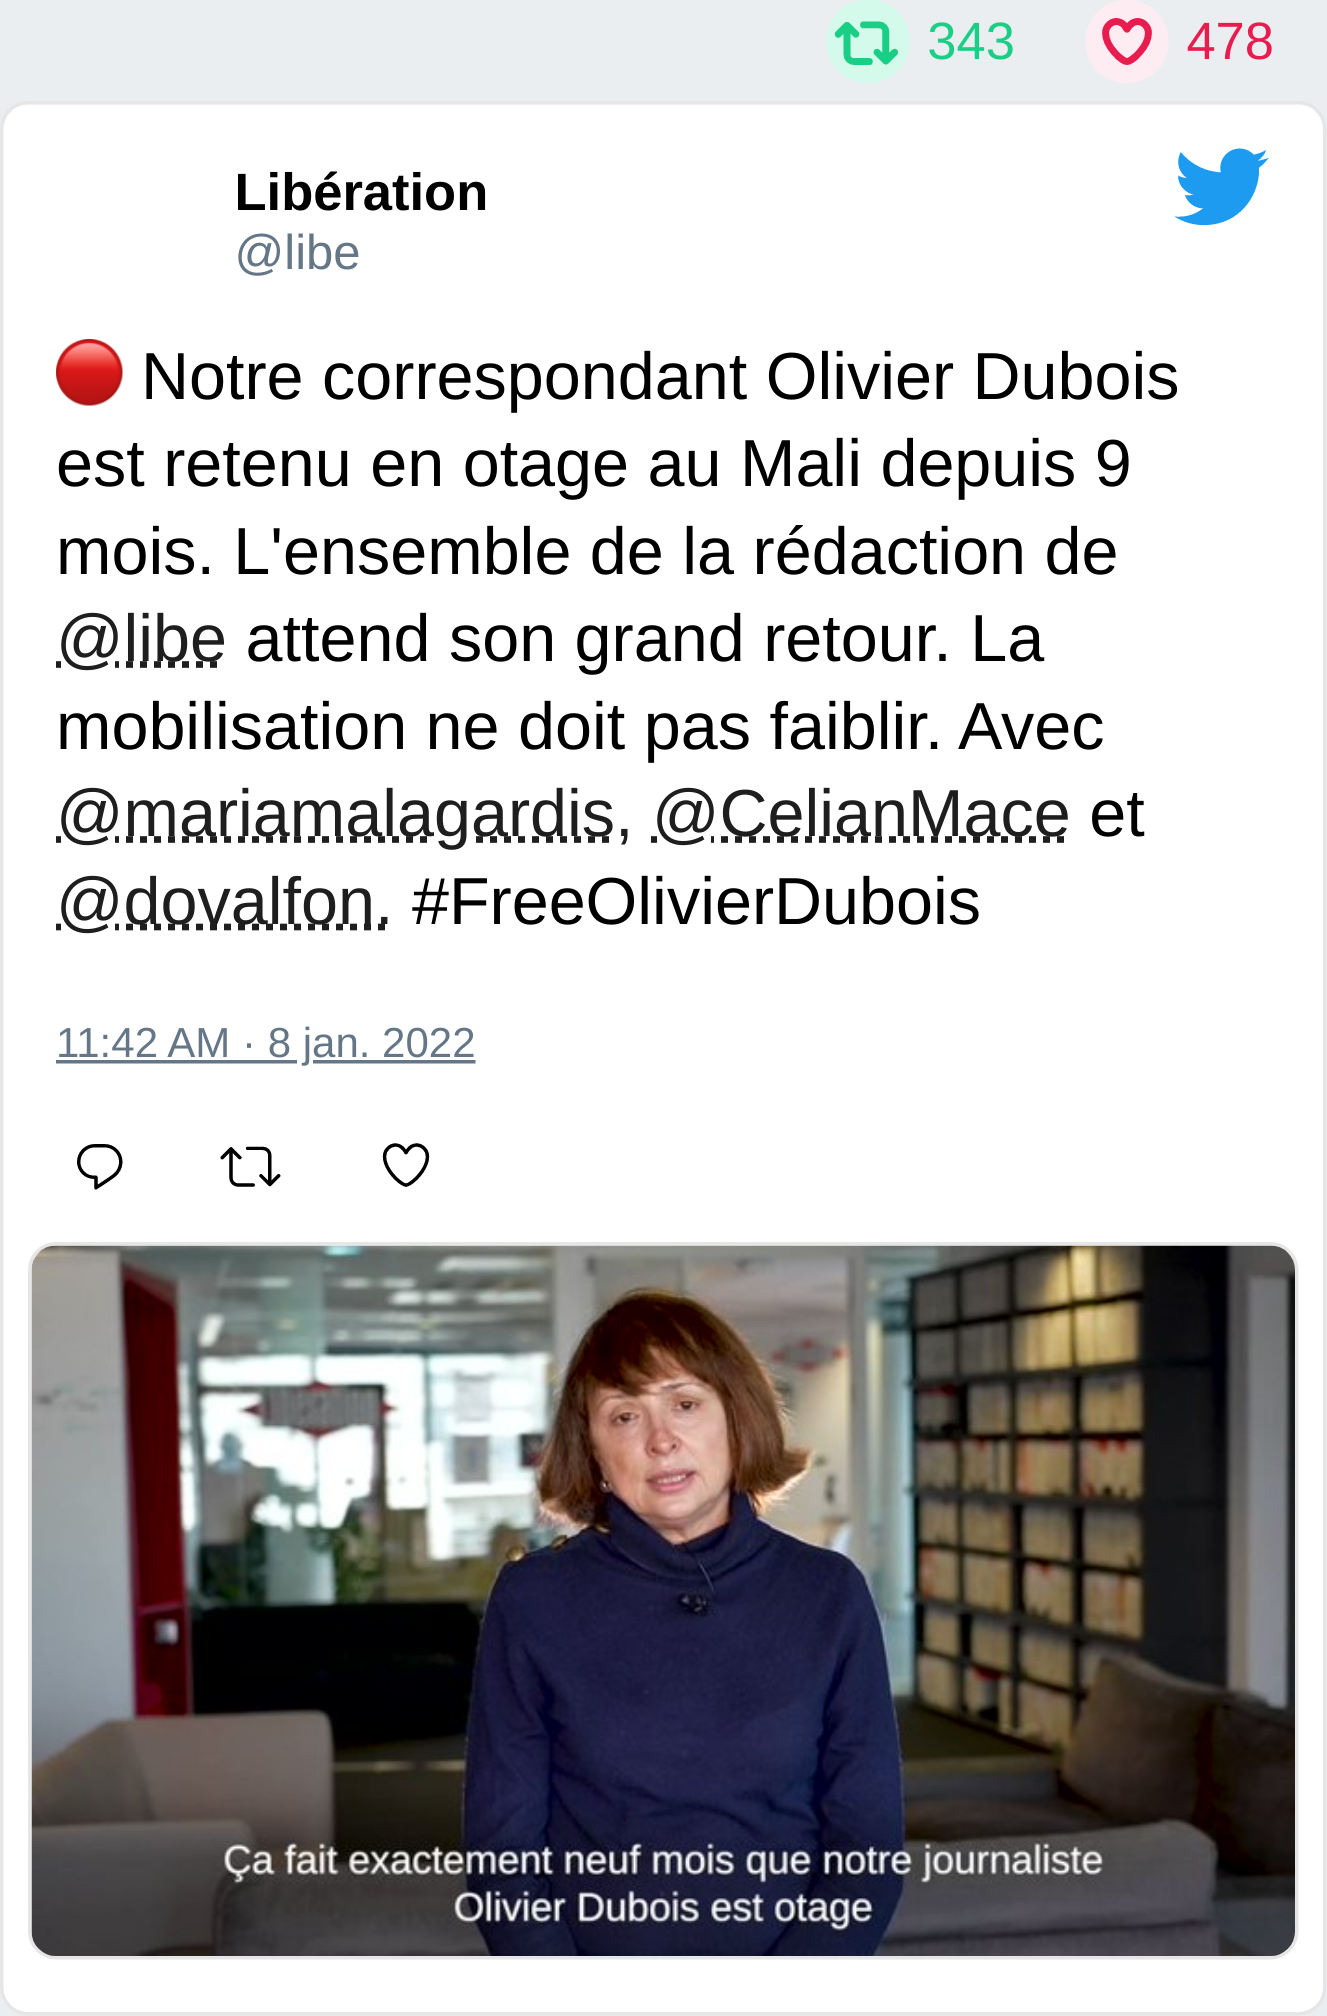 343 478
Libération
@libe
🔴 Notre correspondant Olivier Dubois
est retenu en otage au Mali depuis 9
mois. L'ensemble de la rédaction de
@libe attend son grand retour. La
mobilisation ne doit pas faiblir. Avec
@mariamalagardis, @CelianMace et
@dovalfon. #FreeOlivierDubois
11:42 AM · 8 jan. 2022
Ça fait exactement neuf mois que notre journaliste
Olivier Dubois est otage